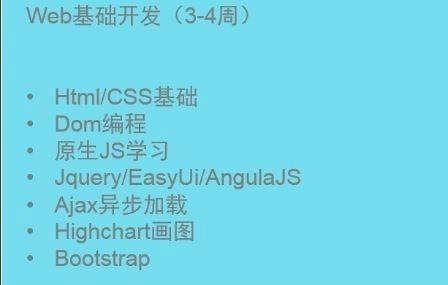 Web基础开发（3-4周）
• Html/CSS基础
• Dom编程
• 原生JS学习
• Jquery/EasyUi/AngulaJS
• Ajax异步加载
• Highchart画图
• Bootstrap